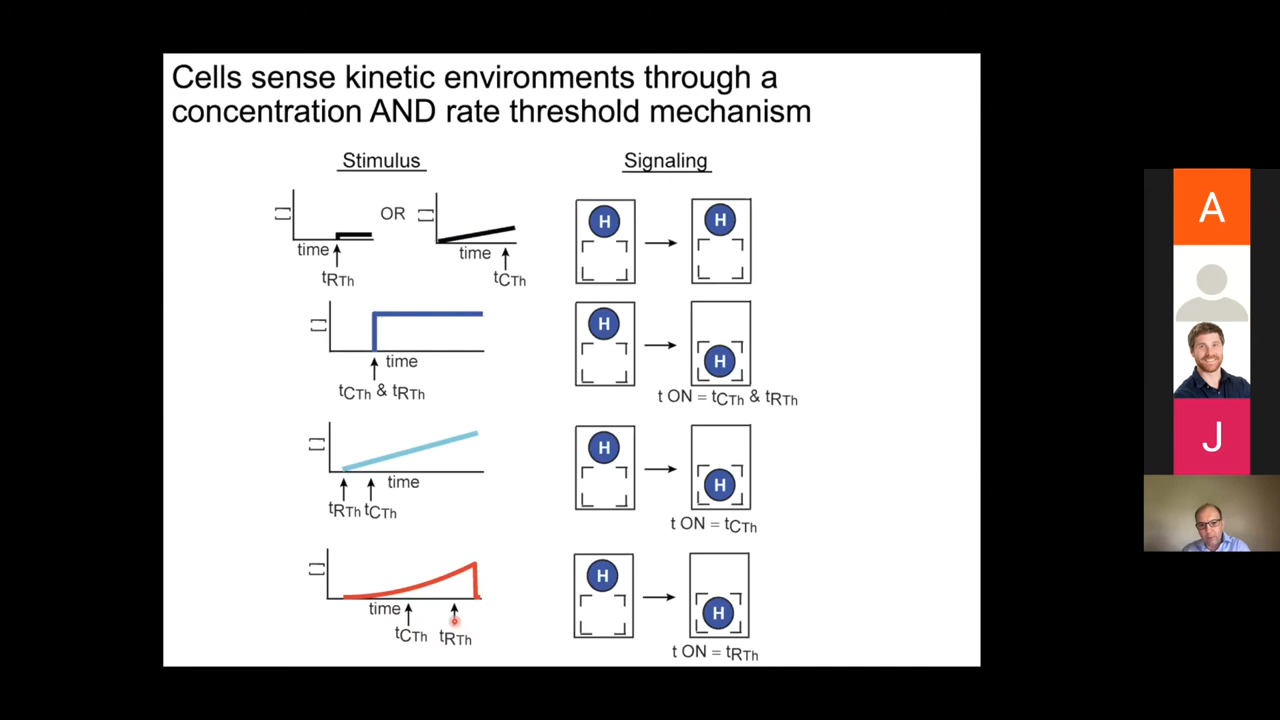 Cells sense kinetic environments through a
concentration AND rate threshold mechanism
Stimulus
Signaling
[]
time
tRTh
OR
[]
time
tCTh
H
H
[]
time
tCTh & tRTh
H
H
t ON = tCTh & tRTh
[]
time
tRTh tCTh
H
H
t ON = tCTh
[]
time
tCTh tRTh
H
H
t ON = tRTh
A
J